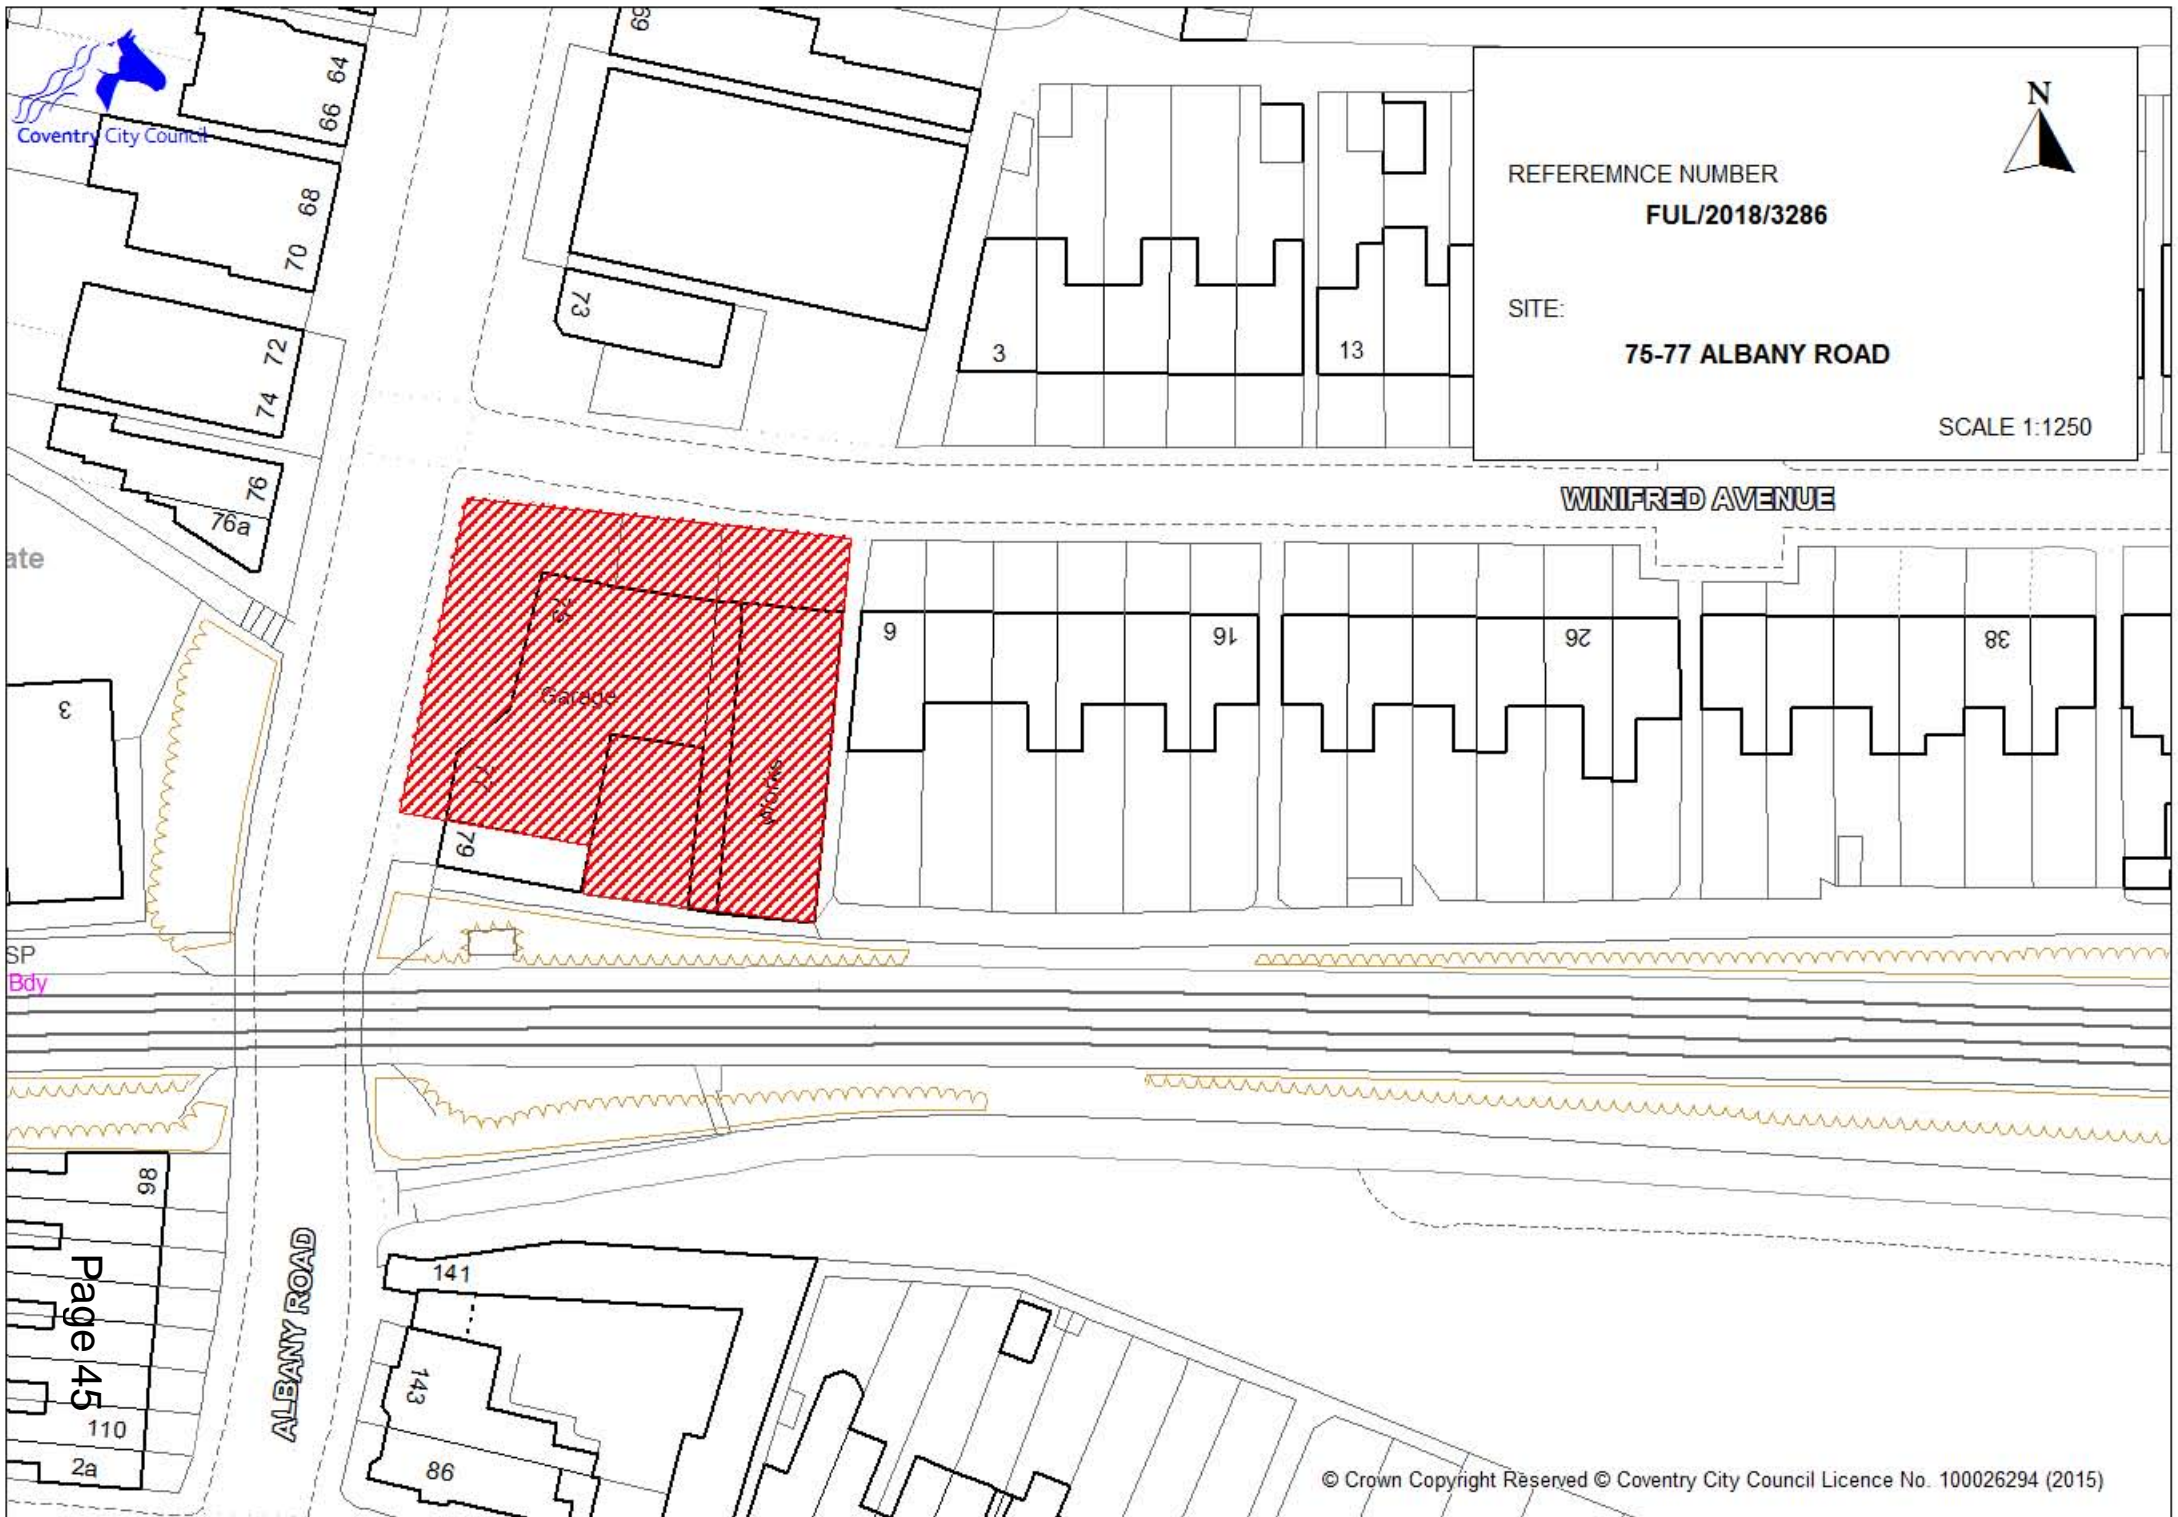 Coventry City Council
64
66
68
70
72
74
76
76a
69
73
3
13
REFEREMNCE NUMBER
FUL/2018/3286
SITE:
75-77 ALBANY ROAD
SCALE 1:1250
N
WINIFRED AVENUE
ate
3
Garage
77
79
Works
6
16
26
38
SP
Bdy
98
110
2a
Page 45
ALBANY ROAD
141
143
86
© Crown Copyright Reserved © Coventry City Council Licence No. 100026294 (2015)